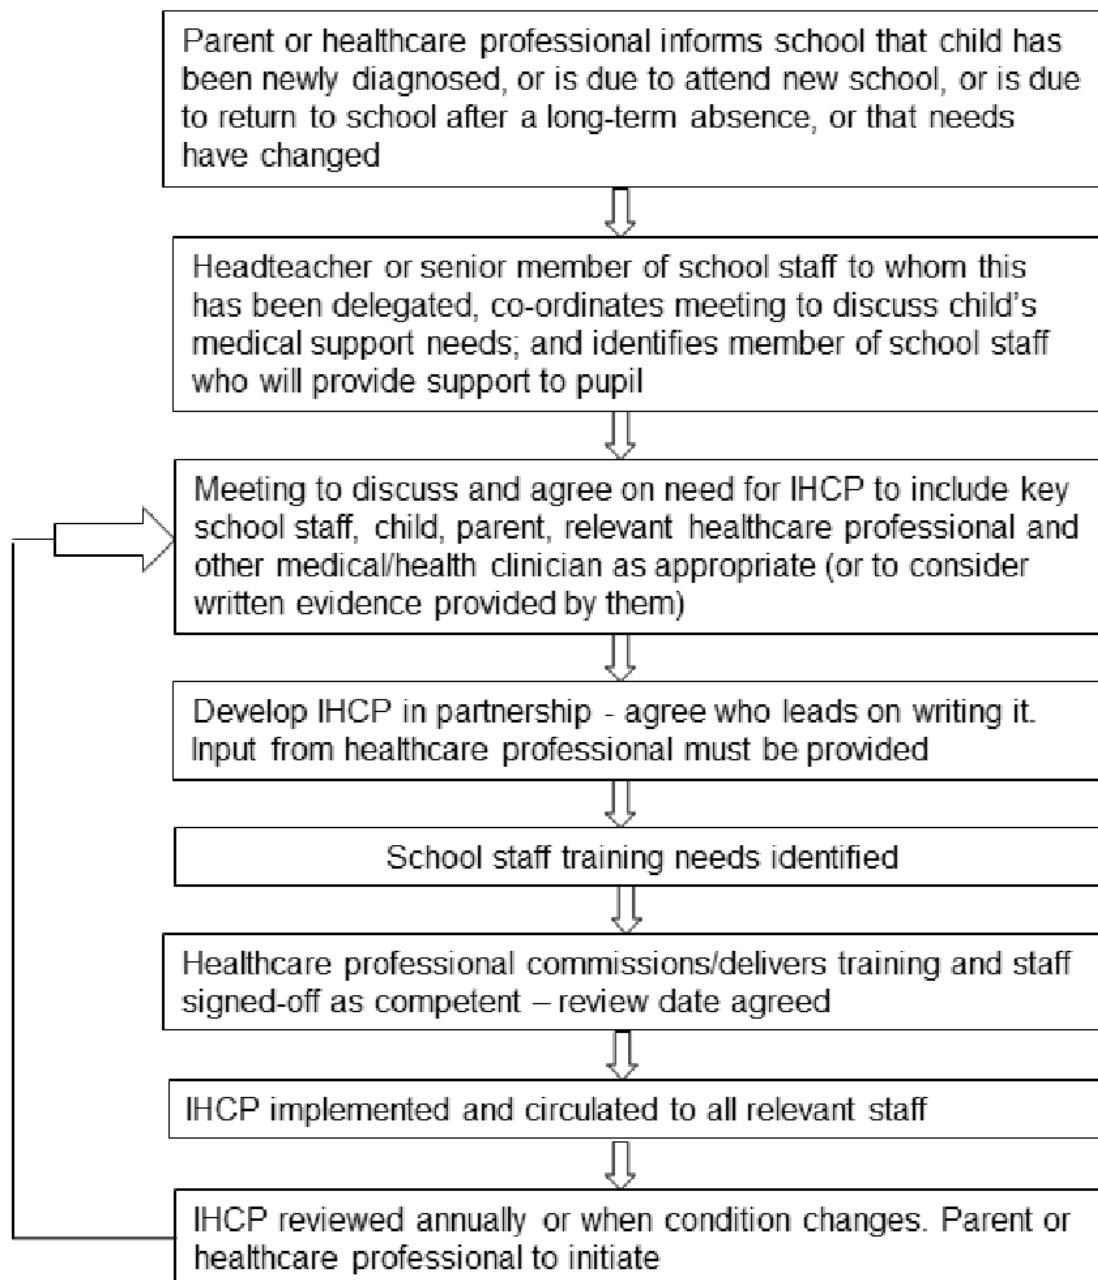 Parent or healthcare professional informs school that child has
been newly diagnosed, or is due to attend new school, or is due
to return to school after a long-term absence, or that needs
have changed
Headteacher or senior member of school staff to whom this
has been delegated, co-ordinates meeting to discuss child's
medical support needs; and identifies member of school staff
who will provide support to pupil
Meeting to discuss and agree on need for IHCP to include key
school staff, child, parent, relevant healthcare professional and
other medical/health clinician as appropriate (or to consider
written evidence provided by them)
Develop IHCP in partnership - agree who leads on writing it.
Input from healthcare professional must be provided
School staff training needs identified
Healthcare professional commissions/delivers training and staff
signed-off as competent – review date agreed
IHCP implemented and circulated to all relevant staff
IHCP reviewed annually or when condition changes. Parent or
healthcare professional to initiate